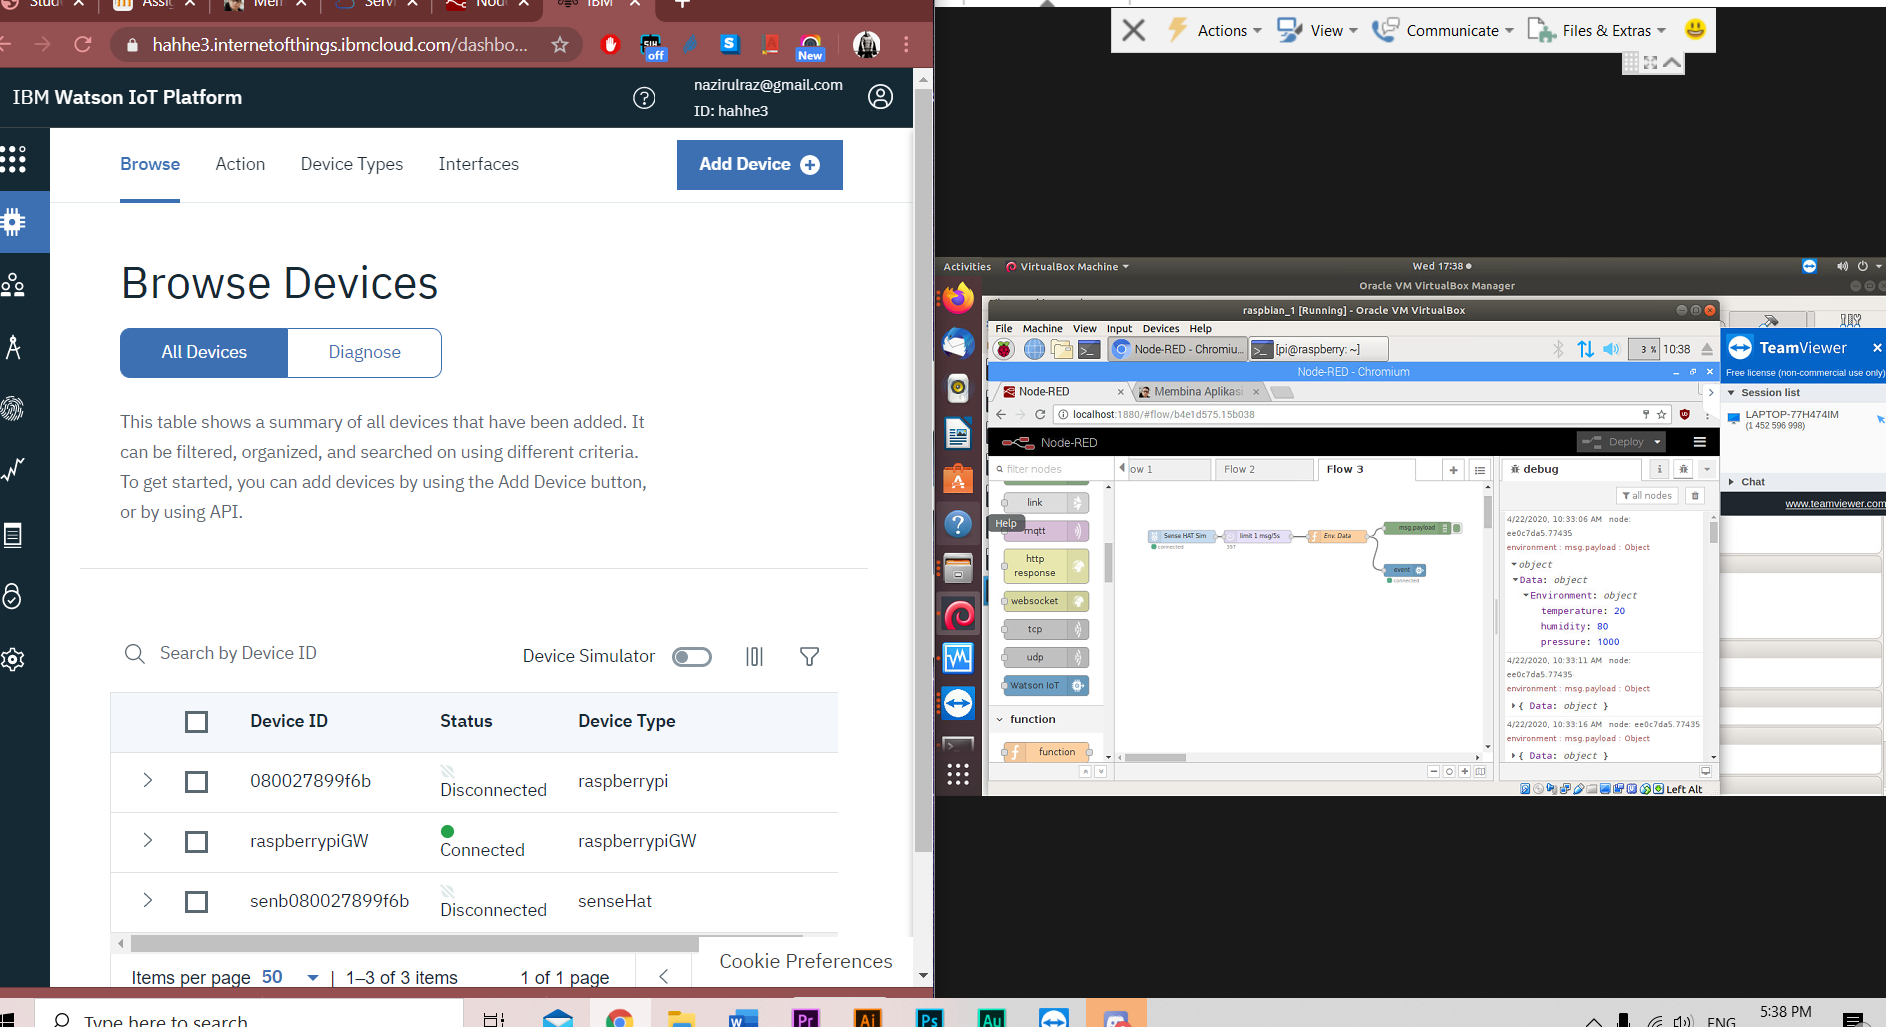 Stude
Assig
Mem
Servi
Node
IBM
hahhe3.internetofthings.ibmcloud.com/dashbo...
off
New
IBM Watson IoT Platform
nazirulraz@gmail.com
ID: hahhe3
Browse
Action
Device Types
Interfaces
Add Device
Browse Devices
All Devices
Diagnose
This table shows a summary of all devices that have been added. It
can be filtered, organized, and searched on using different criteria.
To get started, you can add devices by using the Add Device button,
or by using API.
Search by Device ID
Device Simulator
Device ID
Status
Device Type
080027899f6b
Disconnected
raspberrypi
raspberrypiGW
Connected
raspberrypiGW
senb080027899f6b
Disconnected
senseHat
Items per page 50
1–3 of 3 items
1 of 1 page
Cookie Preferences
Actions
View
Communicate
Files & Extras
Activities
VirtualBox Machine
Wed 17:38
Oracle VM VirtualBox Manager
raspbian_1 [Running] - Oracle VM VirtualBox
File Machine View Input Devices Help
Node-RED - Chromiu...
[pi@raspberry: ~]
3 %
10:38
Node-RED - Chromium
Node-RED
Membina Aplikasi
localhost:1880/#flow/b4e1d575.15b038
Node-RED
Deploy
filter nodes
ow 1
Flow 2
Flow 3
debug
all nodes
link
Help
mqtt
http
response
websocket
tcp
udp
Watson IoT
function
function
Sense HAT Sim
connected
limit 1 msg/5s
397
Env. Data
msg.payload
event
connected
4/22/2020, 10:33:06 AM node:
ee0c7da5.77435
environment : msg.payload : Object
object
Data: object
Environment: object
temperature: 20
humidity: 80
pressure: 1000
4/22/2020, 10:33:11 AM node:
ee0c7da5.77435
environment : msg.payload : Object
{ Data: object }
4/22/2020, 10:33:16 AM node: ee0c7da5.77435
environment : msg.payload : Object
{ Data: object }
Left Alt
TeamViewer
Free license (non-commercial use only)
Session list
LAPTOP-77H474IM
(1 452 596 998)
Chat
www.teamviewer.com
Type here to search
Pr
Ai
Ps
Au
ENG
5:38 PM